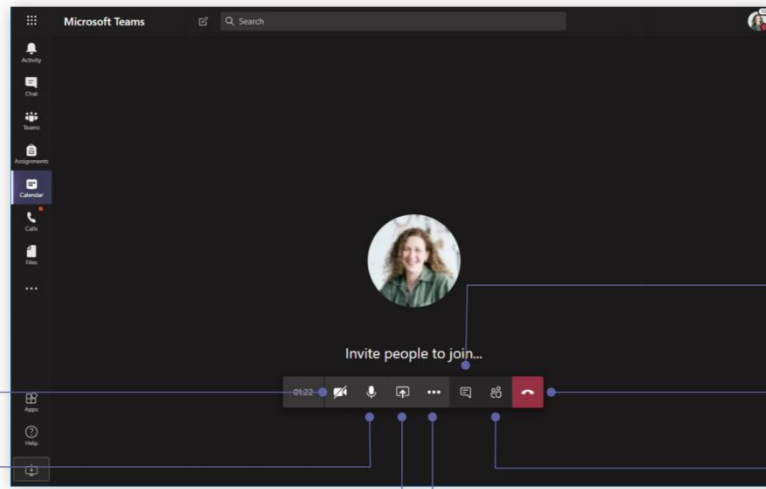 Microsoft Teams
Search
Activity
Chat
Teams
Assignments
Calendar
Calls
Files
Invite people to join...
01:22
Apps
Help